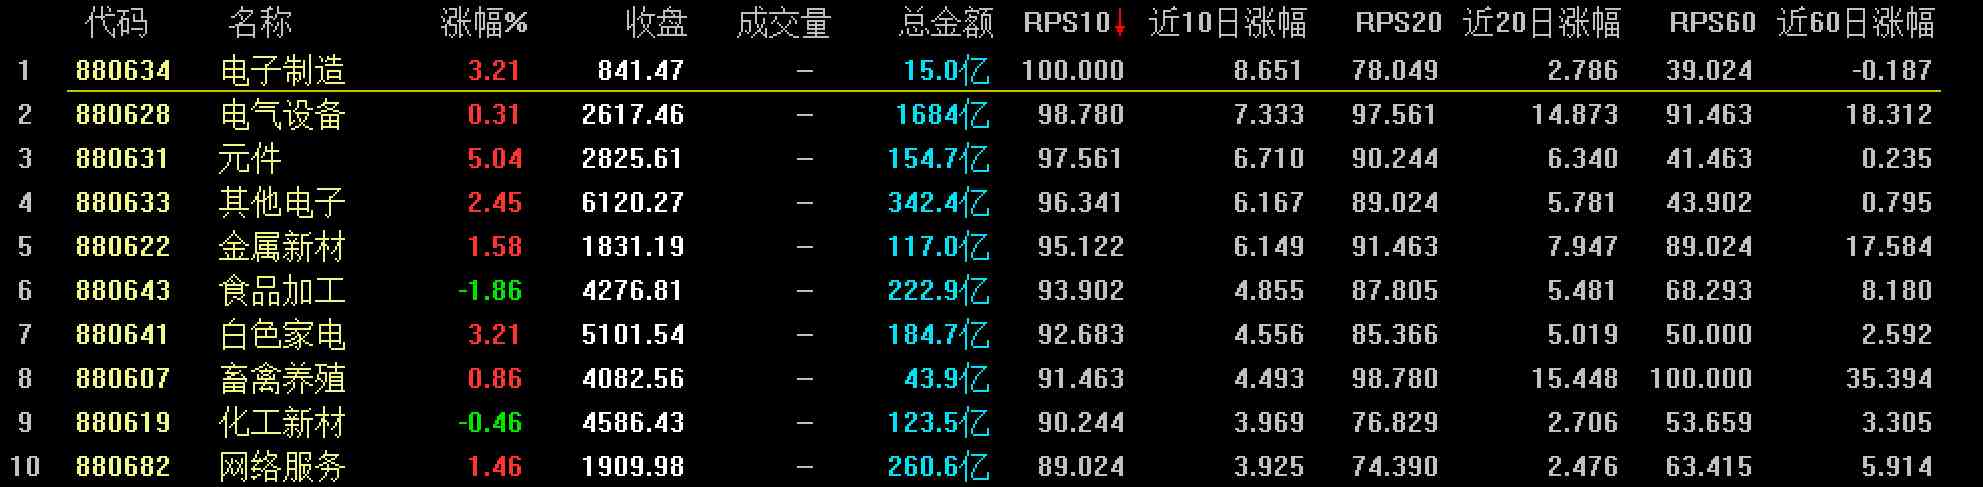 代码 名称 涨幅% 收盘 成交量 总金额 RPS10↓ 近10日涨幅 RPS20 近20日涨幅 RPS60 近60日涨幅
1 880634 电子制造 3.21 841.47 — 15.0亿 100.000 8.651 78.049 2.786 39.024 -0.187
2 880628 电气设备 0.31 2617.46 — 1684亿 98.780 7.333 97.561 14.873 91.463 18.312
3 880631 元件 5.04 2825.61 — 154.7亿 97.561 6.710 90.244 6.340 41.463 0.235
4 880633 其他电子 2.45 6120.27 — 342.4亿 96.341 6.167 89.024 5.781 43.902 0.795
5 880622 金属新材 1.58 1831.19 — 117.0亿 95.122 6.149 91.463 7.947 89.024 17.584
6 880643 食品加工 -1.86 4276.81 — 222.9亿 93.902 4.855 87.805 5.481 68.293 8.180
7 880641 白色家电 3.21 5101.54 — 184.7亿 92.683 4.556 85.366 5.019 50.000 2.592
8 880607 畜禽养殖 0.86 4082.56 — 43.9亿 91.463 4.493 98.780 15.448 100.000 35.394
9 880619 化工新材 -0.46 4586.43 — 123.5亿 90.244 3.969 76.829 2.706 53.659 3.305
10 880682 网络服务 1.46 1909.98 — 260.6亿 89.024 3.925 74.390 2.476 63.415 5.914